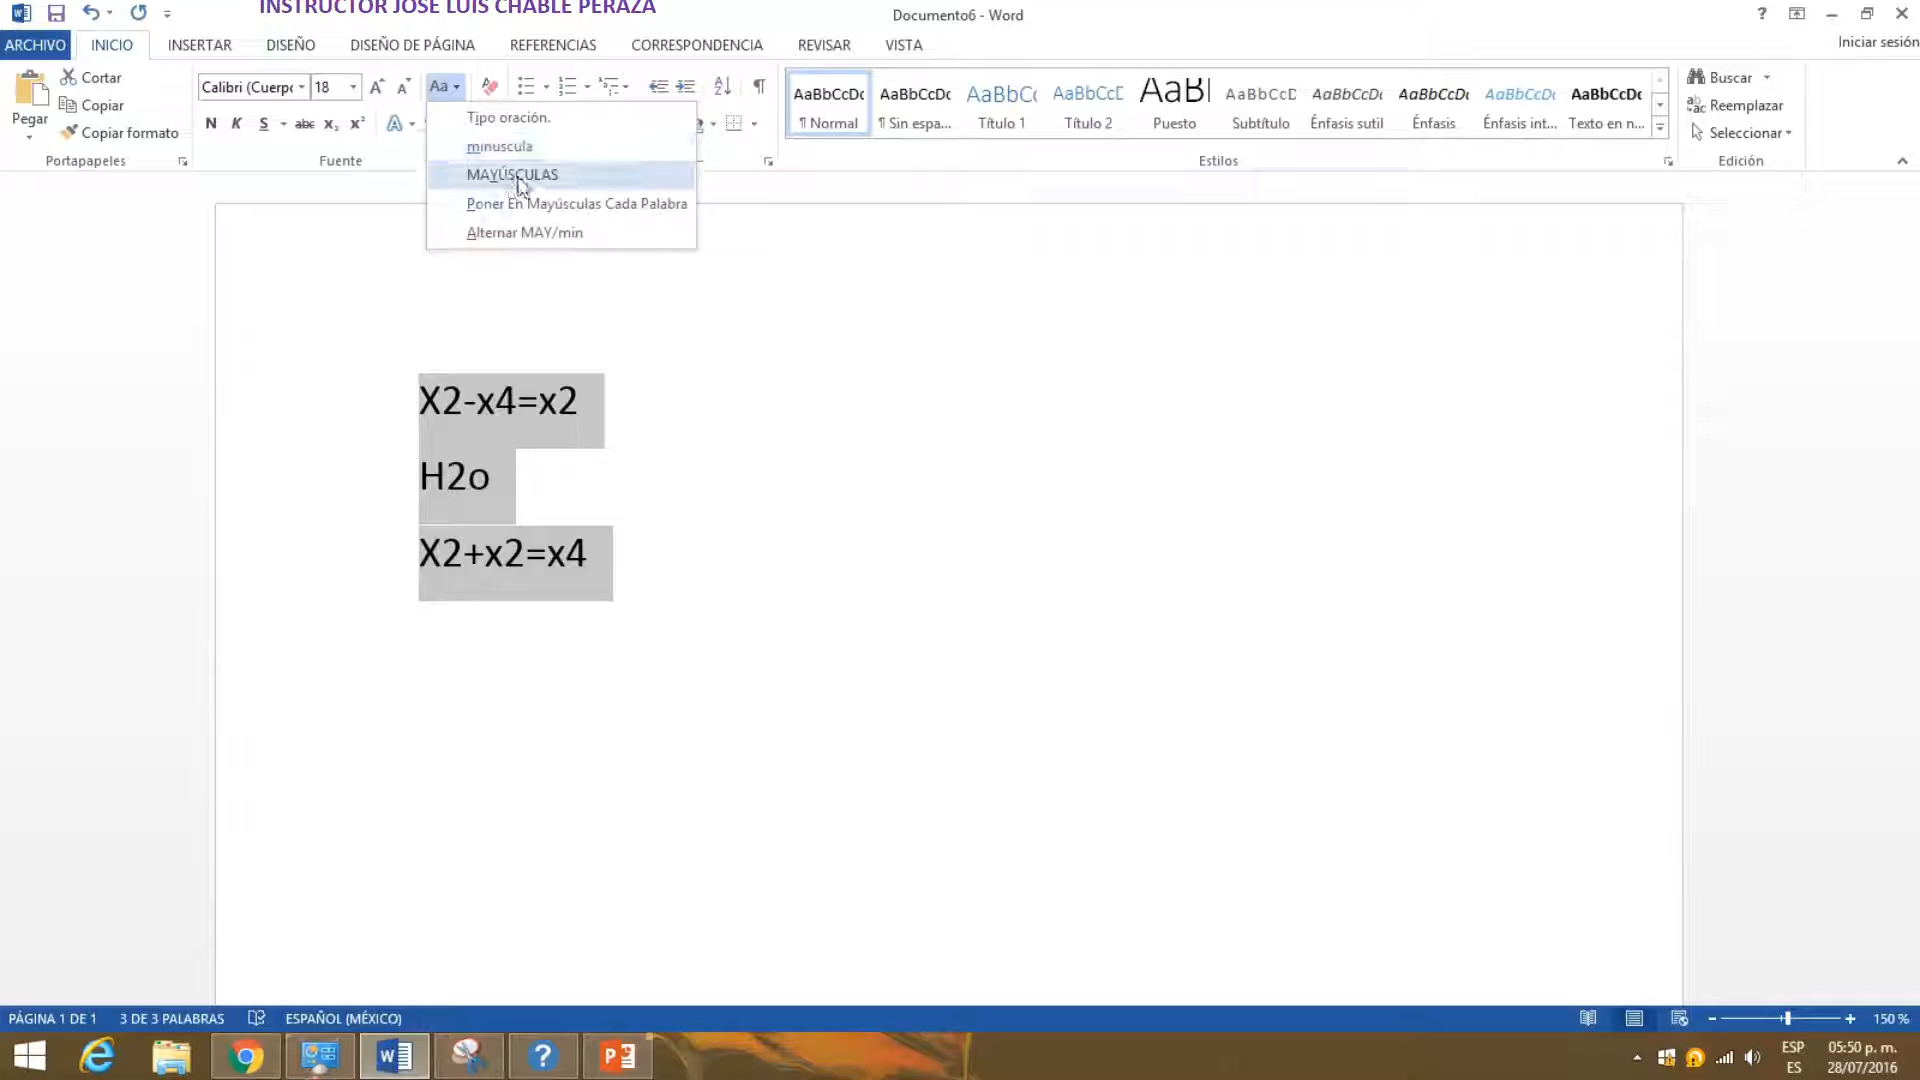 INSTRUCTOR JOSE LUIS CHABLE PERAZA
Documento6 - Word
ARCHIVO INICIO INSERTAR DISEÑO DISEÑO DE PÁGINA REFERENCIAS CORRESPONDENCIA REVISAR VISTA
Iniciar sesión
Pegar
Cortar
Copiar
Copiar formato
Portapapeles
Calibri (Cuerpo 18
Aa
N K S abc x₂ x² A
Fuente
Tipo oración.
minuscula
MAYÚSCULAS
Poner En Mayúsculas Cada Palabra
Alternar MAY/min
AaBbCcDc AaBbCcDc AaBbC AaBbCcD AaB AaBbCcD AaBbCcDc AaBbCcDc AaBbCcDc AaBbCcDc
¶ Normal ¶ Sin espa... Título 1 Título 2 Puesto Subtítulo Énfasis sutil Énfasis Énfasis int... Texto en n...
Estilos
Buscar
Reemplazar
Seleccionar
Edición
X2-x4=x2
H2o
X2+x2=x4
PÁGINA 1 DE 1 3 DE 3 PALABRAS ESPAÑOL (MÉXICO) 150 %
ESP
ES
05:50 p. m.
28/07/2016